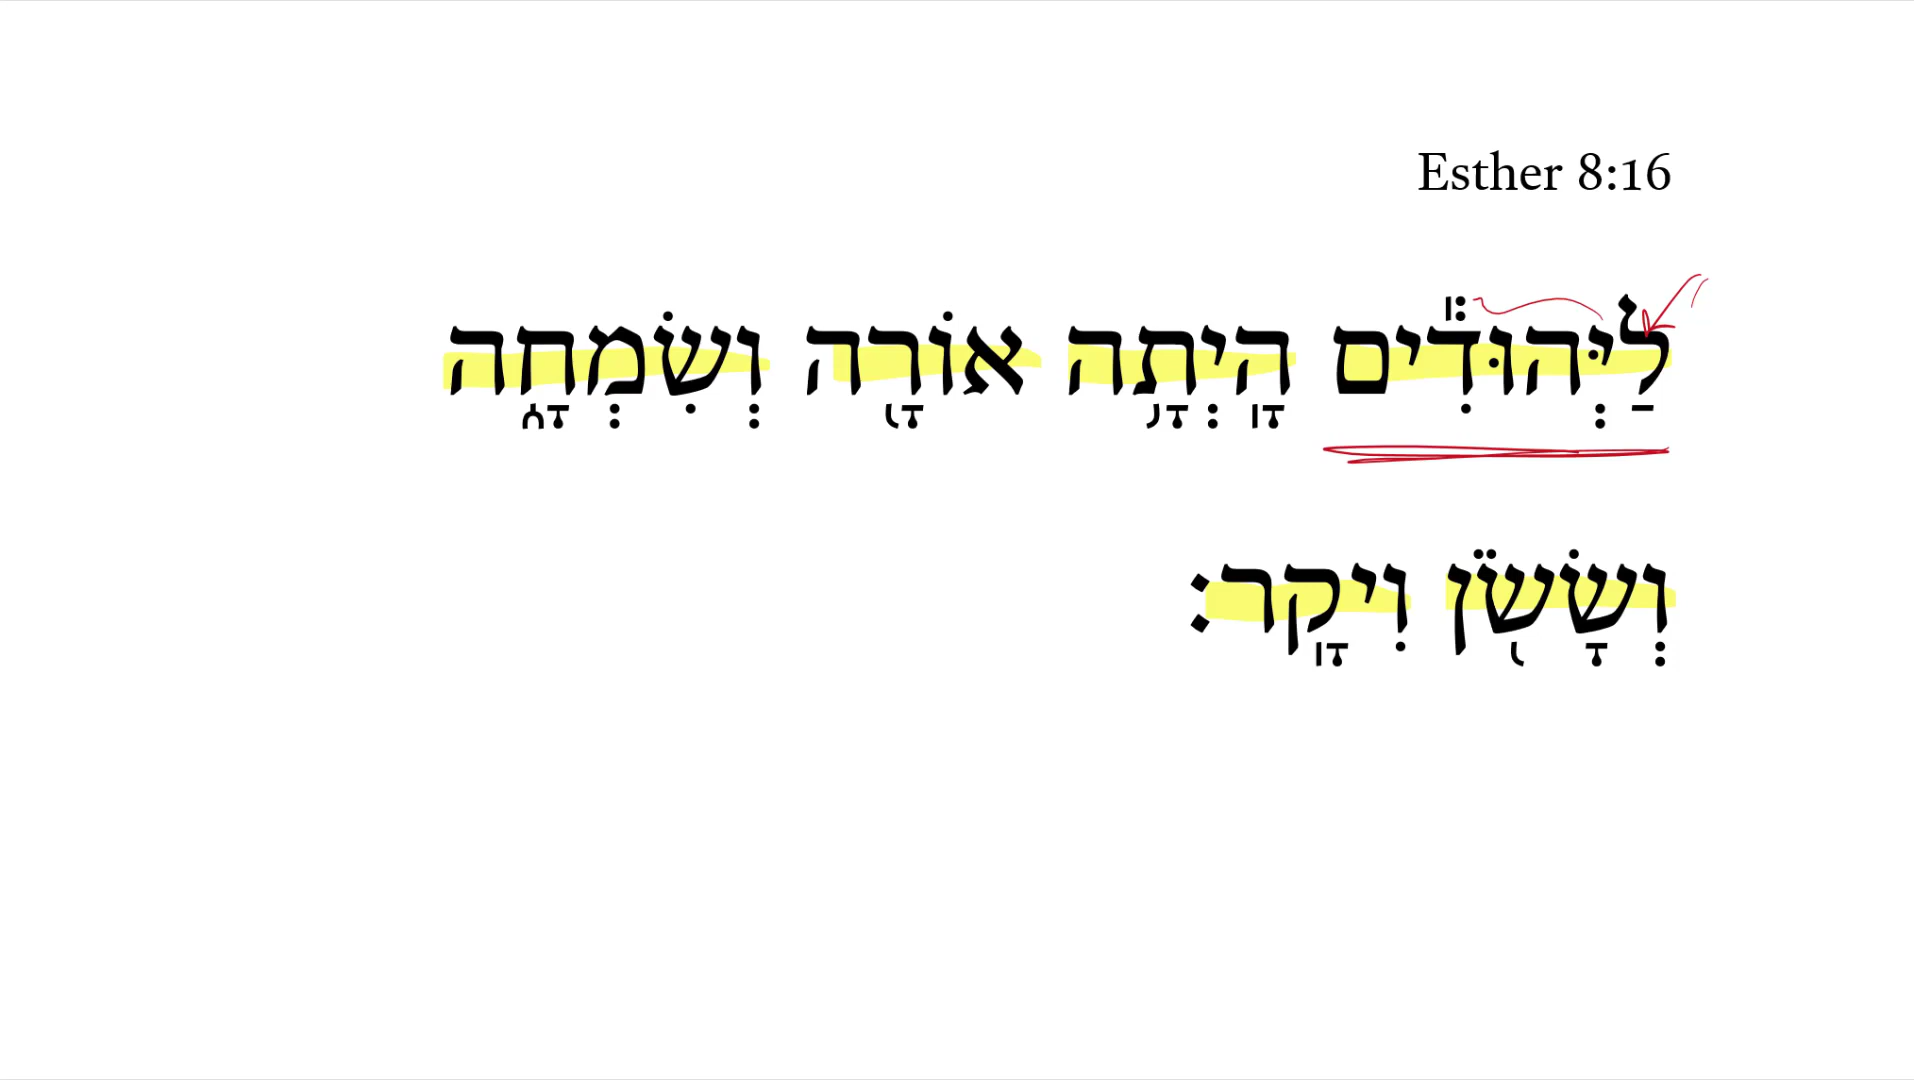 Esther 8:16
לַיְּהוּדִ֕ים הָֽיְתָ֥ה אוֹרָ֖ה וְשִׂמְחָ֑ה
וְשָׂשֹׂ֖ן וִיקָֽר׃